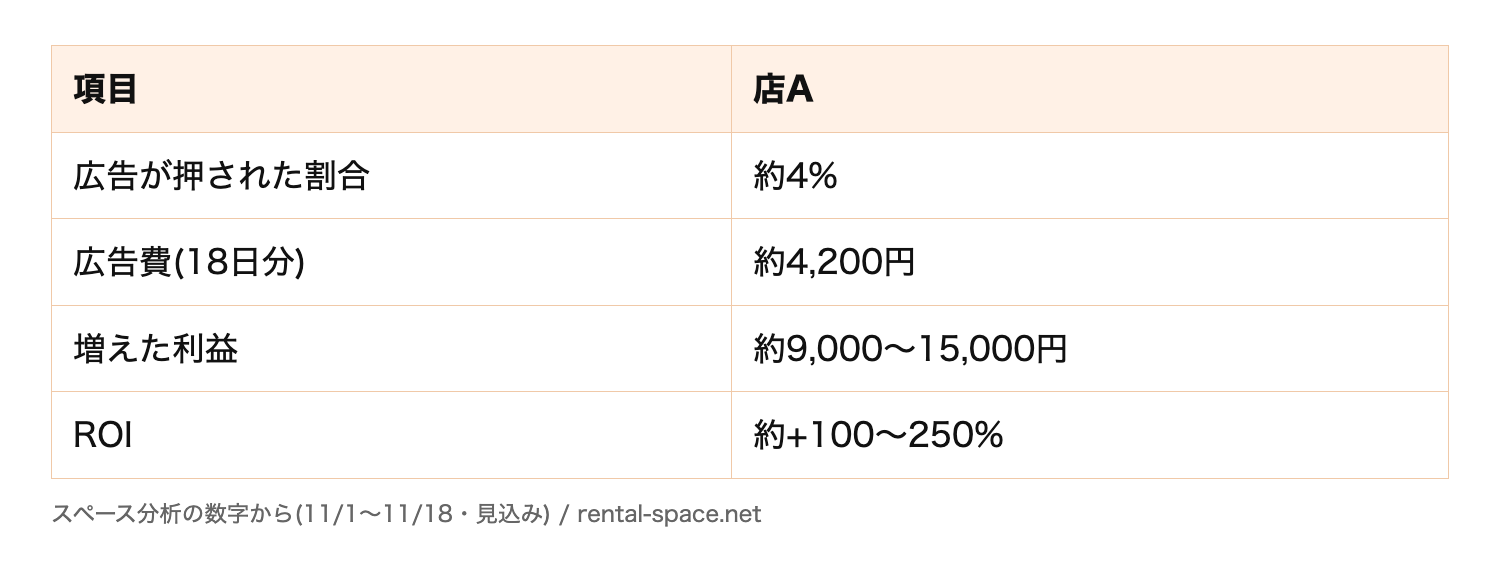 項目 店A
広告が押された割合 約4%
広告費(18日分) 約4,200円
増えた利益 約9,000〜15,000円
ROI 約+100〜250%
スペース分析の数字から(11/1〜11/18・見込み) / rental-space.net